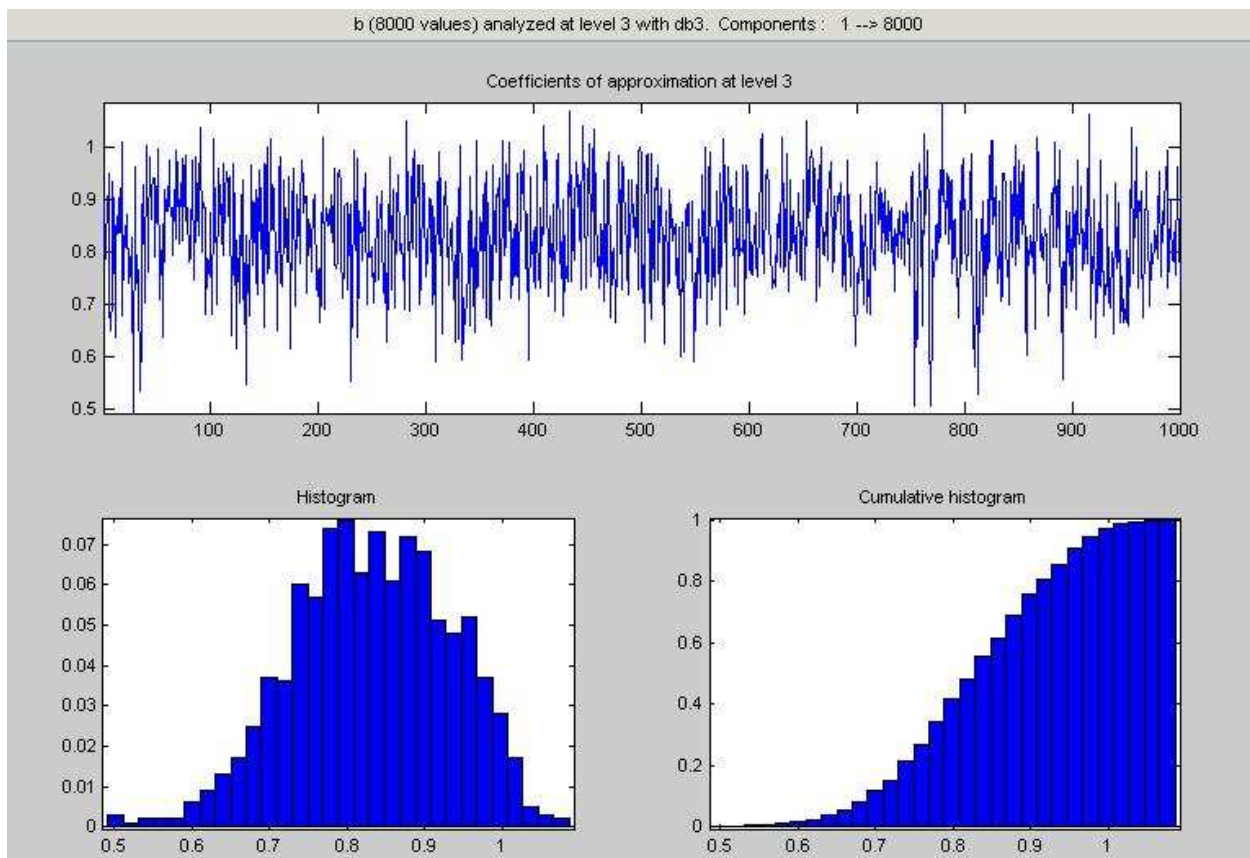 b (8000 values) analyzed at level 3 with db3. Components : 1 --> 8000
Coefficients of approximation at level 3
1
0.9
0.8
0.7
0.6
0.5
100 200 300 400 500 600 700 800 900 1000
Histogram
0.07
0.06
0.05
0.04
0.03
0.02
0.01
0
0.5 0.6 0.7 0.8 0.9 1
Cumulative histogram
1
0.8
0.6
0.4
0.2
0
0.5 0.6 0.7 0.8 0.9 1